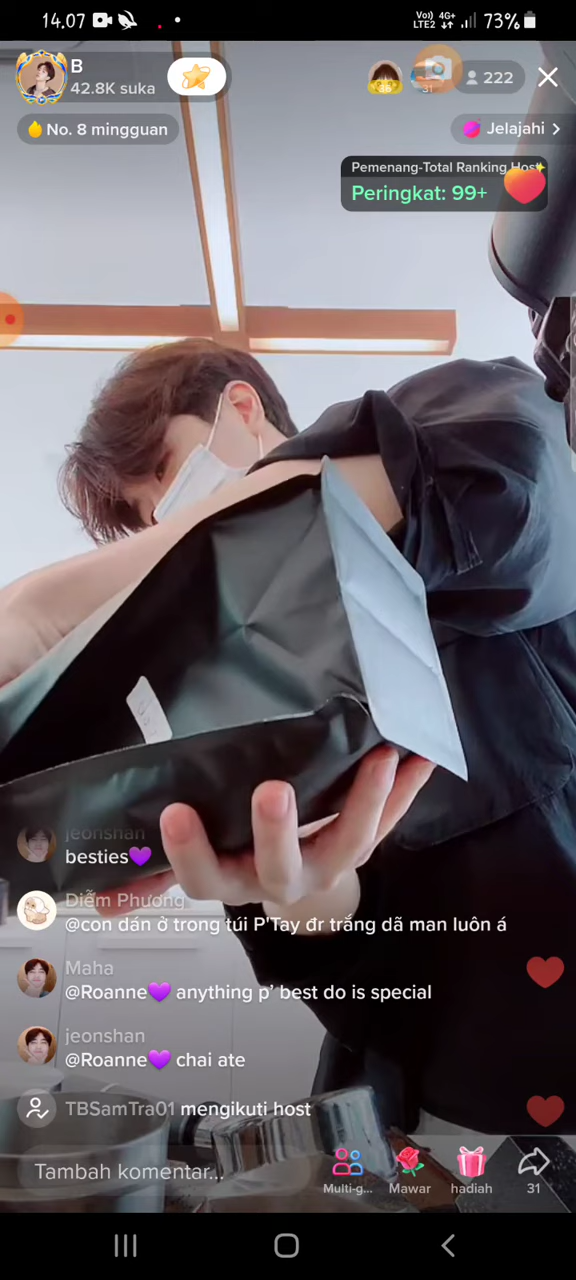 14.07
Vo))
LTE2
4G+
73%
B
42.8K suka
36
31
222
No. 8 mingguan
Jelajahi
Pemenang-Total Ranking Host
Peringkat: 99+
jeonshan
besties💜
Diễm Phương
@con dán ở trong túi P'Tay đr trắng dã man luôn á
Maha
@Roanne💜 anything p’ best do is special
jeonshan
@Roanne💜 chai ate
TBSamTra01 mengikuti host
Tambah komentar...
Multi-g...
Mawar
hadiah
31